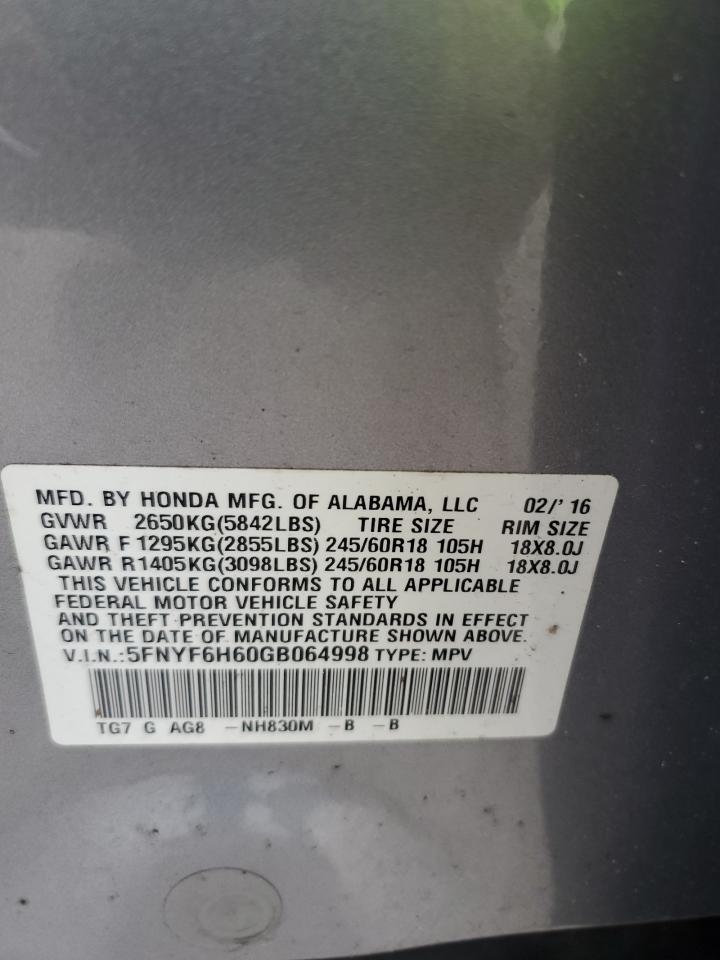 MFD. BY HONDA MFG. OF ALABAMA, LLC 02/' 16
GVWR 2650KG(5842LBS) TIRE SIZE RIM SIZE
GAWR F 1295KG(2855LBS) 245/60R18 105H 18X8.0J
GAWR R1405KG(3098LBS) 245/60R18 105H 18X8.0J
THIS VEHICLE CONFORMS TO ALL APPLICABLE
FEDERAL MOTOR VEHICLE SAFETY
AND THEFT PREVENTION STANDARDS IN EFFECT
ON THE DATE OF MANUFACTURE SHOWN ABOVE.
V.I.N.:5FNYF6H60GB064998 TYPE: MPV
TG7 G AG8 -NH830M -B -B